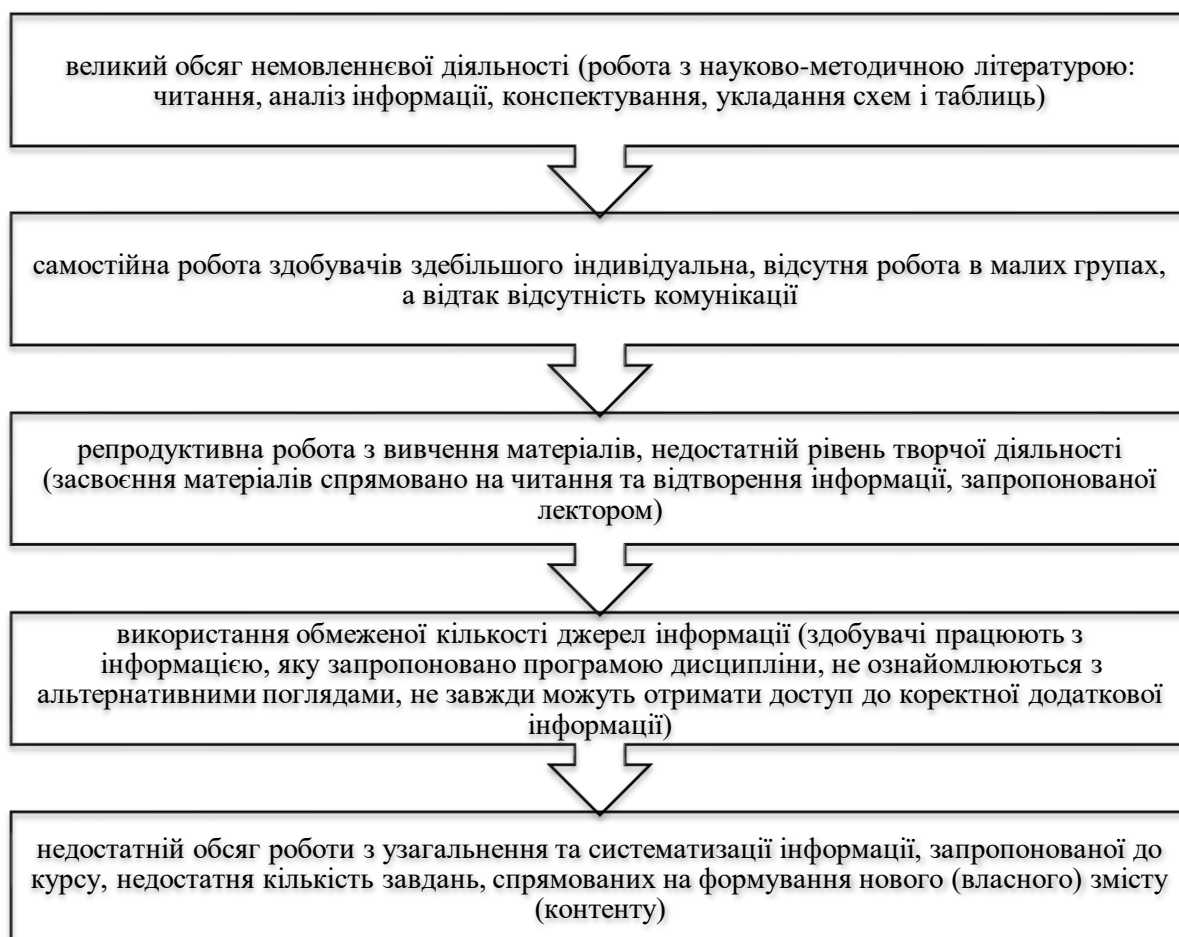 великий обсяг немовленнєвої діяльності (робота з науково-методичною літературою:
читання, аналіз інформації, конспектування, укладання схем і таблиць)
самостійна робота здобувачів здебільшого індивідуальна, відсутня робота в малих групах,
а відтак відсутність комунікації
репродуктивна робота з вивчення матеріалів, недостатній рівень творчої діяльності
(засвоєння матеріалів спрямовано на читання та відтворення інформації, запропонованої
лектором)
використання обмеженої кількості джерел інформації (здобувачі працюють з
інформацією, яку запропоновано програмою дисципліни, не ознайомлюються з
альтернативними поглядами, не завжди можуть отримати доступ до коректної додаткової
інформації)
недостатній обсяг роботи з узагальнення та систематизації інформації, запропонованої до
курсу, недостатня кількість завдань, спрямованих на формування нового (власного) змісту
(контенту)